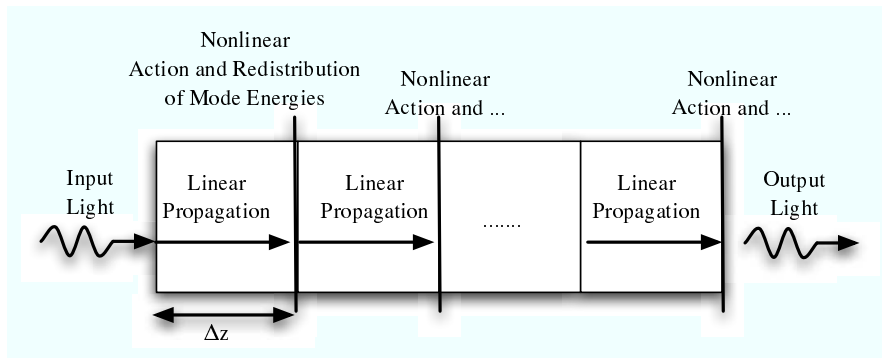 Nonlinear
Action and Redistribution
of Mode Energies
Nonlinear
Action and ...
Nonlinear
Action and ...
Input
Light
Linear
Propagation
Linear
Propagation
.......
Linear
Propagation
Output
Light
Δz